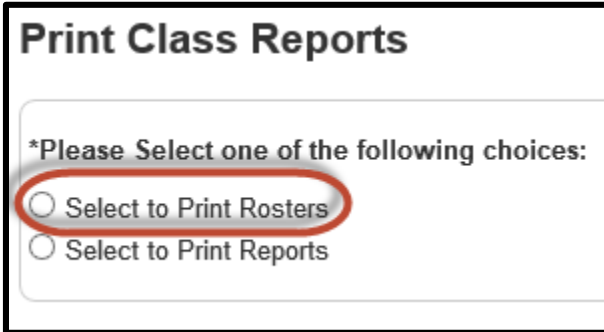 Print Class Reports
*Please Select one of the following choices:
Select to Print Rosters
Select to Print Reports